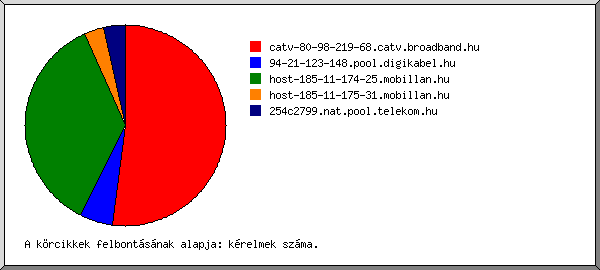 catv-80-98-219-68.catv.broadband.hu
94-21-123-148.pool.digikabel.hu
host-185-11-174-25.mobillan.hu
host-185-11-175-31.mobillan.hu
254c2799.nat.pool.telekom.hu
A körcikkek felbontásának alapja: kérelmek száma.